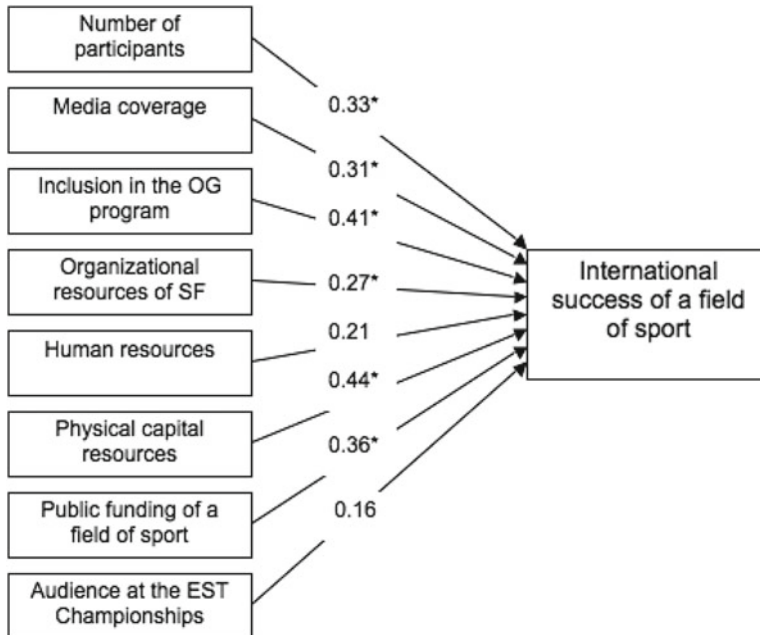 Number of
participants
Media coverage
Inclusion in the OG
program
Organizational
resources of SF
Human resources
Physical capital
resources
Public funding of a
field of sport
Audience at the EST
Championships
0.33*
0.31*
0.41*
0.27*
0.21
0.44*
0.36*
0.16
International
success of a field
of sport